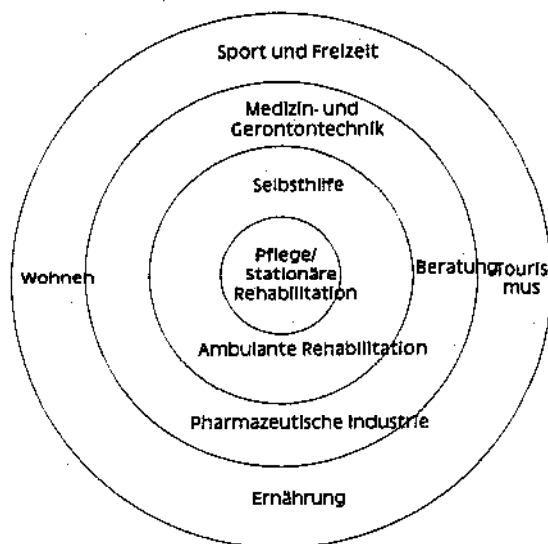 Sport und Freizeit
Medizin- und
Gerontontechnik
Selbsthilfe
Pflege/
Stationäre
Rehabilitation
Wohnen
Beratung
Touris
mus
Ambulante Rehabilitation
Pharmazeutische Industrie
Ernährung